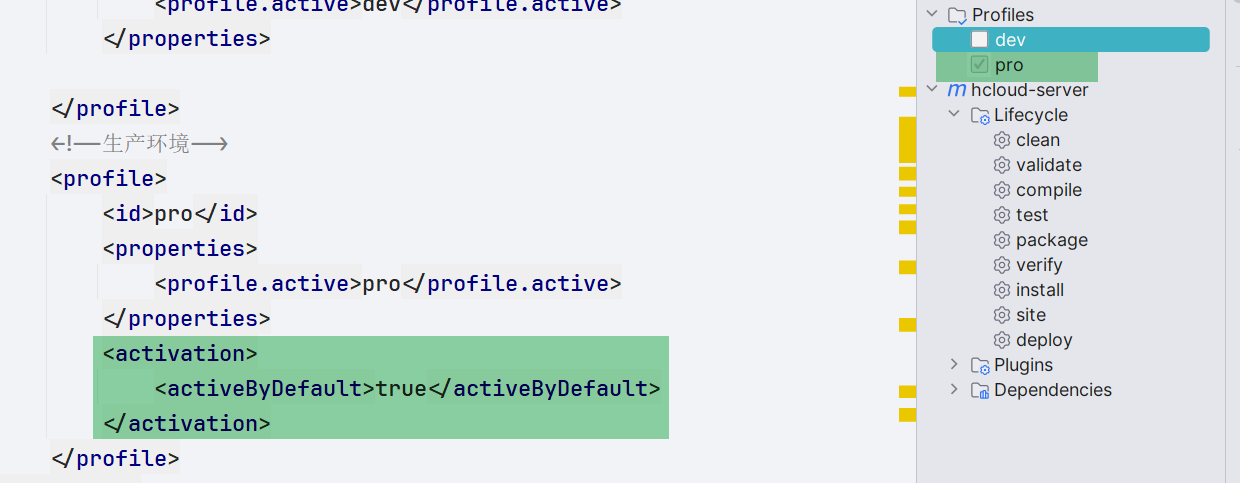 <profile.active>dev</profile.active>
</properties>
</profile>
<!--生产环境-->
<profile>
<id>pro</id>
<properties>
<profile.active>pro</profile.active>
</properties>
<activation>
<activeByDefault>true</activeByDefault>
</activation>
</profile>
Profiles
dev
pro
m hcloud-server
Lifecycle
clean
validate
compile
test
package
verify
install
site
deploy
Plugins
Dependencies